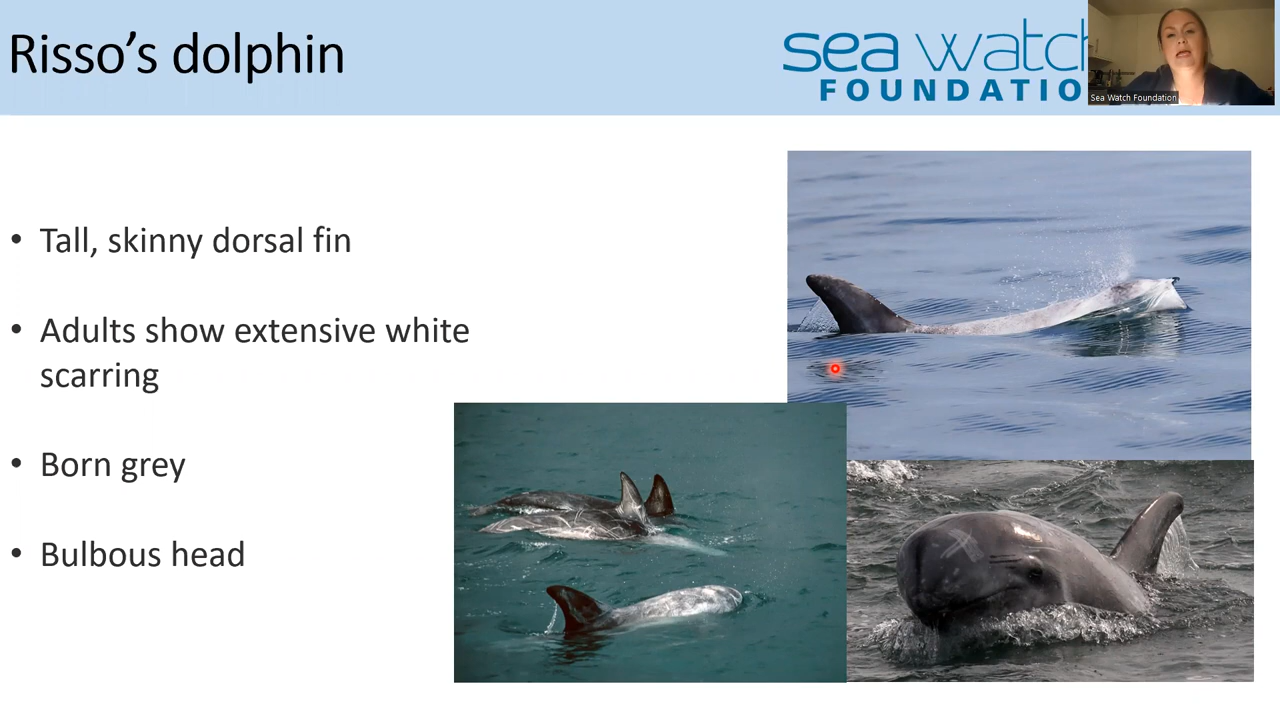 Risso's dolphin
sea watch
FOUNDATIO
Sea Watch Foundation
• Tall, skinny dorsal fin
• Adults show extensive white
scarring
• Born grey
• Bulbous head